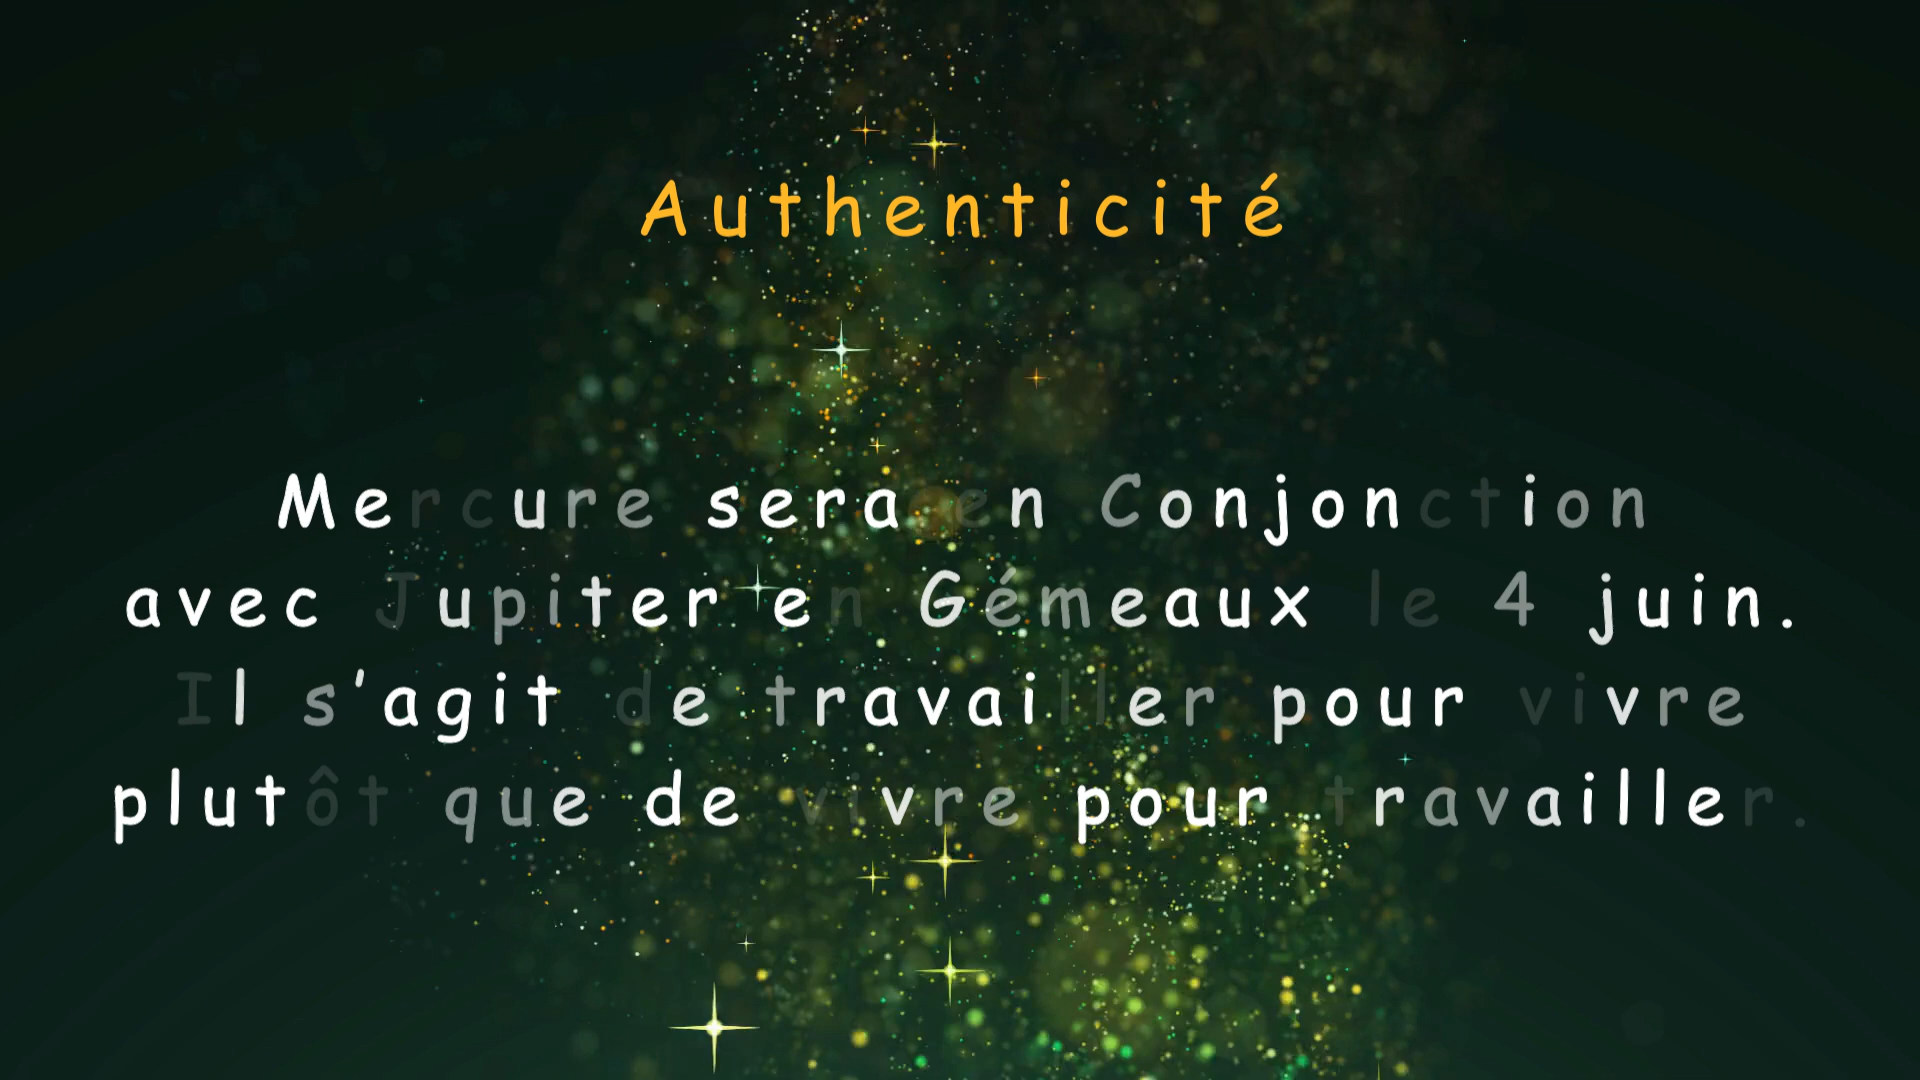 Authenticité
Mercure sera en Conjonction
avec Jupiter en Gémeaux le 4 juin.
Il s'agit de travailler pour vivre
plutôt que de vivre pour travailler.